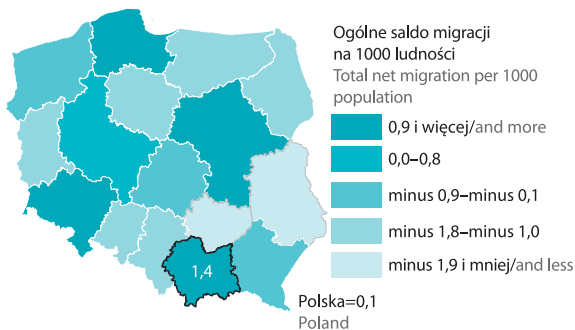 Ogólne saldo migracji
na 1000 ludności
Total net migration per 1000
population
0,9 i więcej/and more
0,0–0,8
minus 0,9–minus 0,1
minus 1,8–minus 1,0
minus 1,9 i mniej/and less
1,4
Polska=0,1
Poland